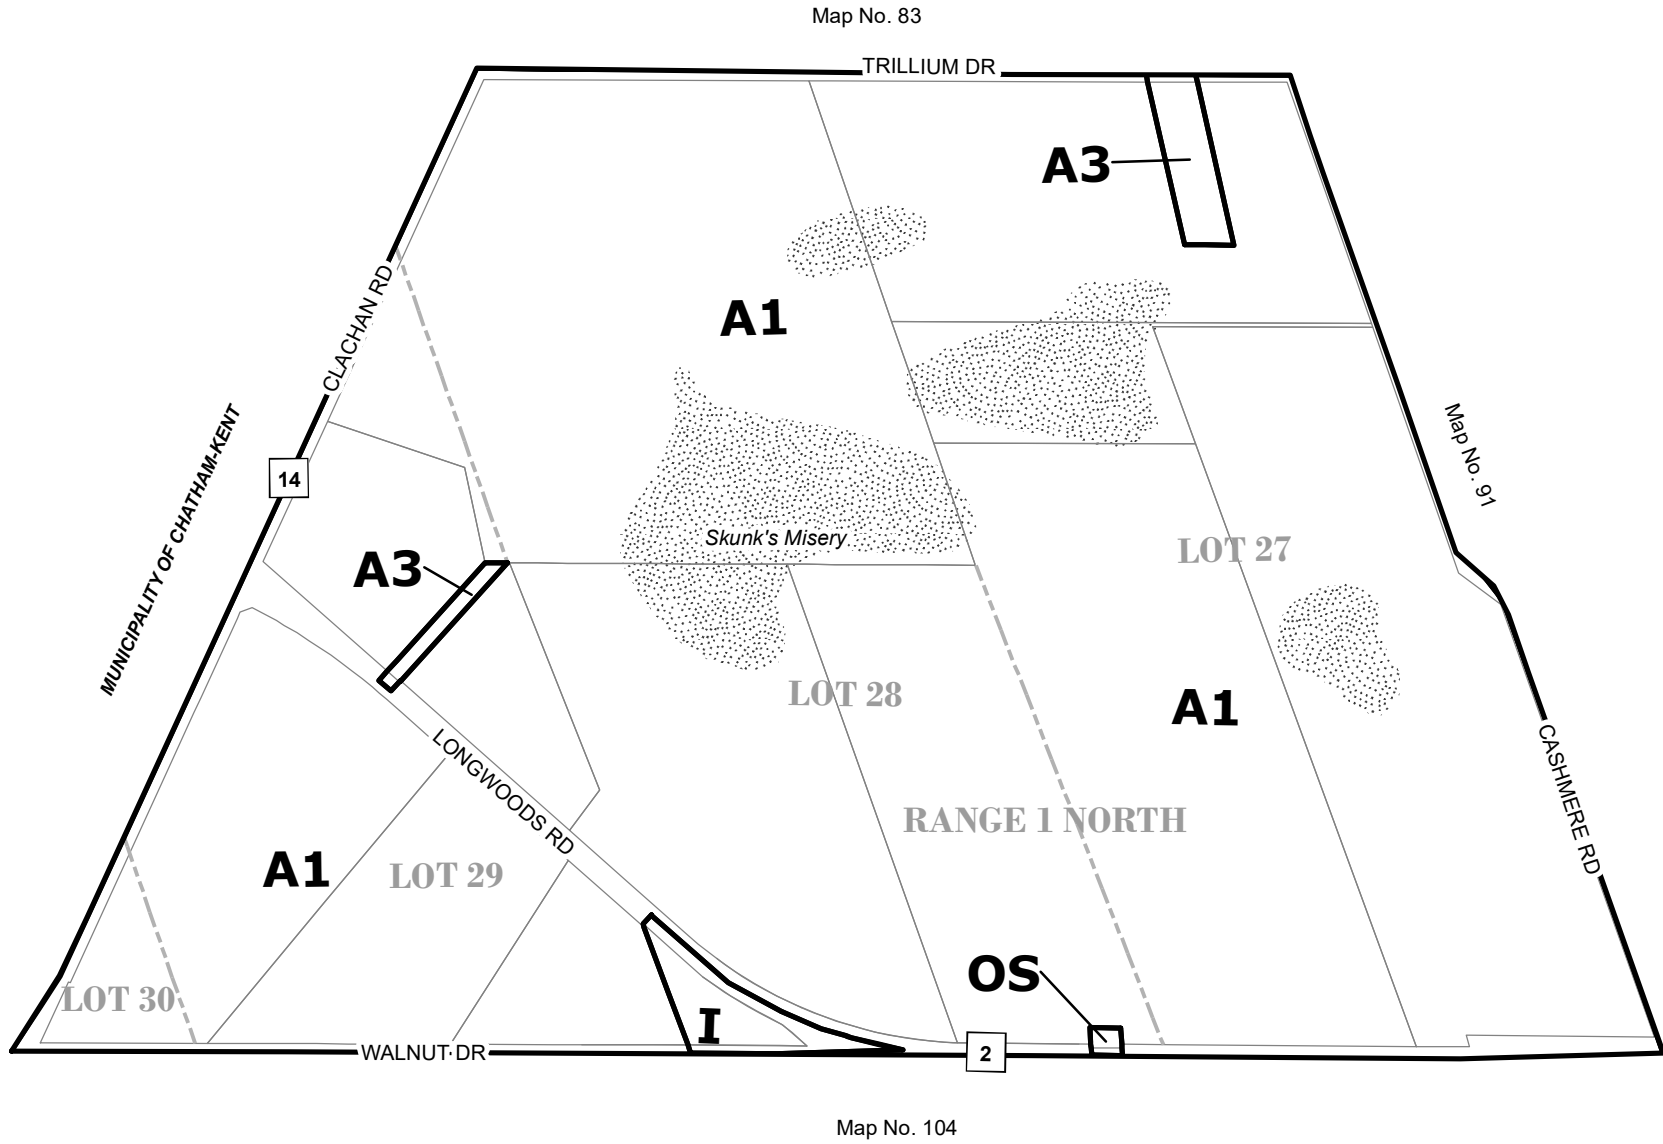 Map No. 83
TRILLIUM DR
A3
CLACHAN RD
A1
MUNICIPALITY OF CHATHAM-KENT
14
Map No. 91
Skunk's Misery
LOT 27
A3
LOT 28
A1
LONGWOODS RD
CASHMERE RD
RANGE 1 NORTH
A1
LOT 29
OS
LOT 30
I
WALNUT DR
2
Map No. 104